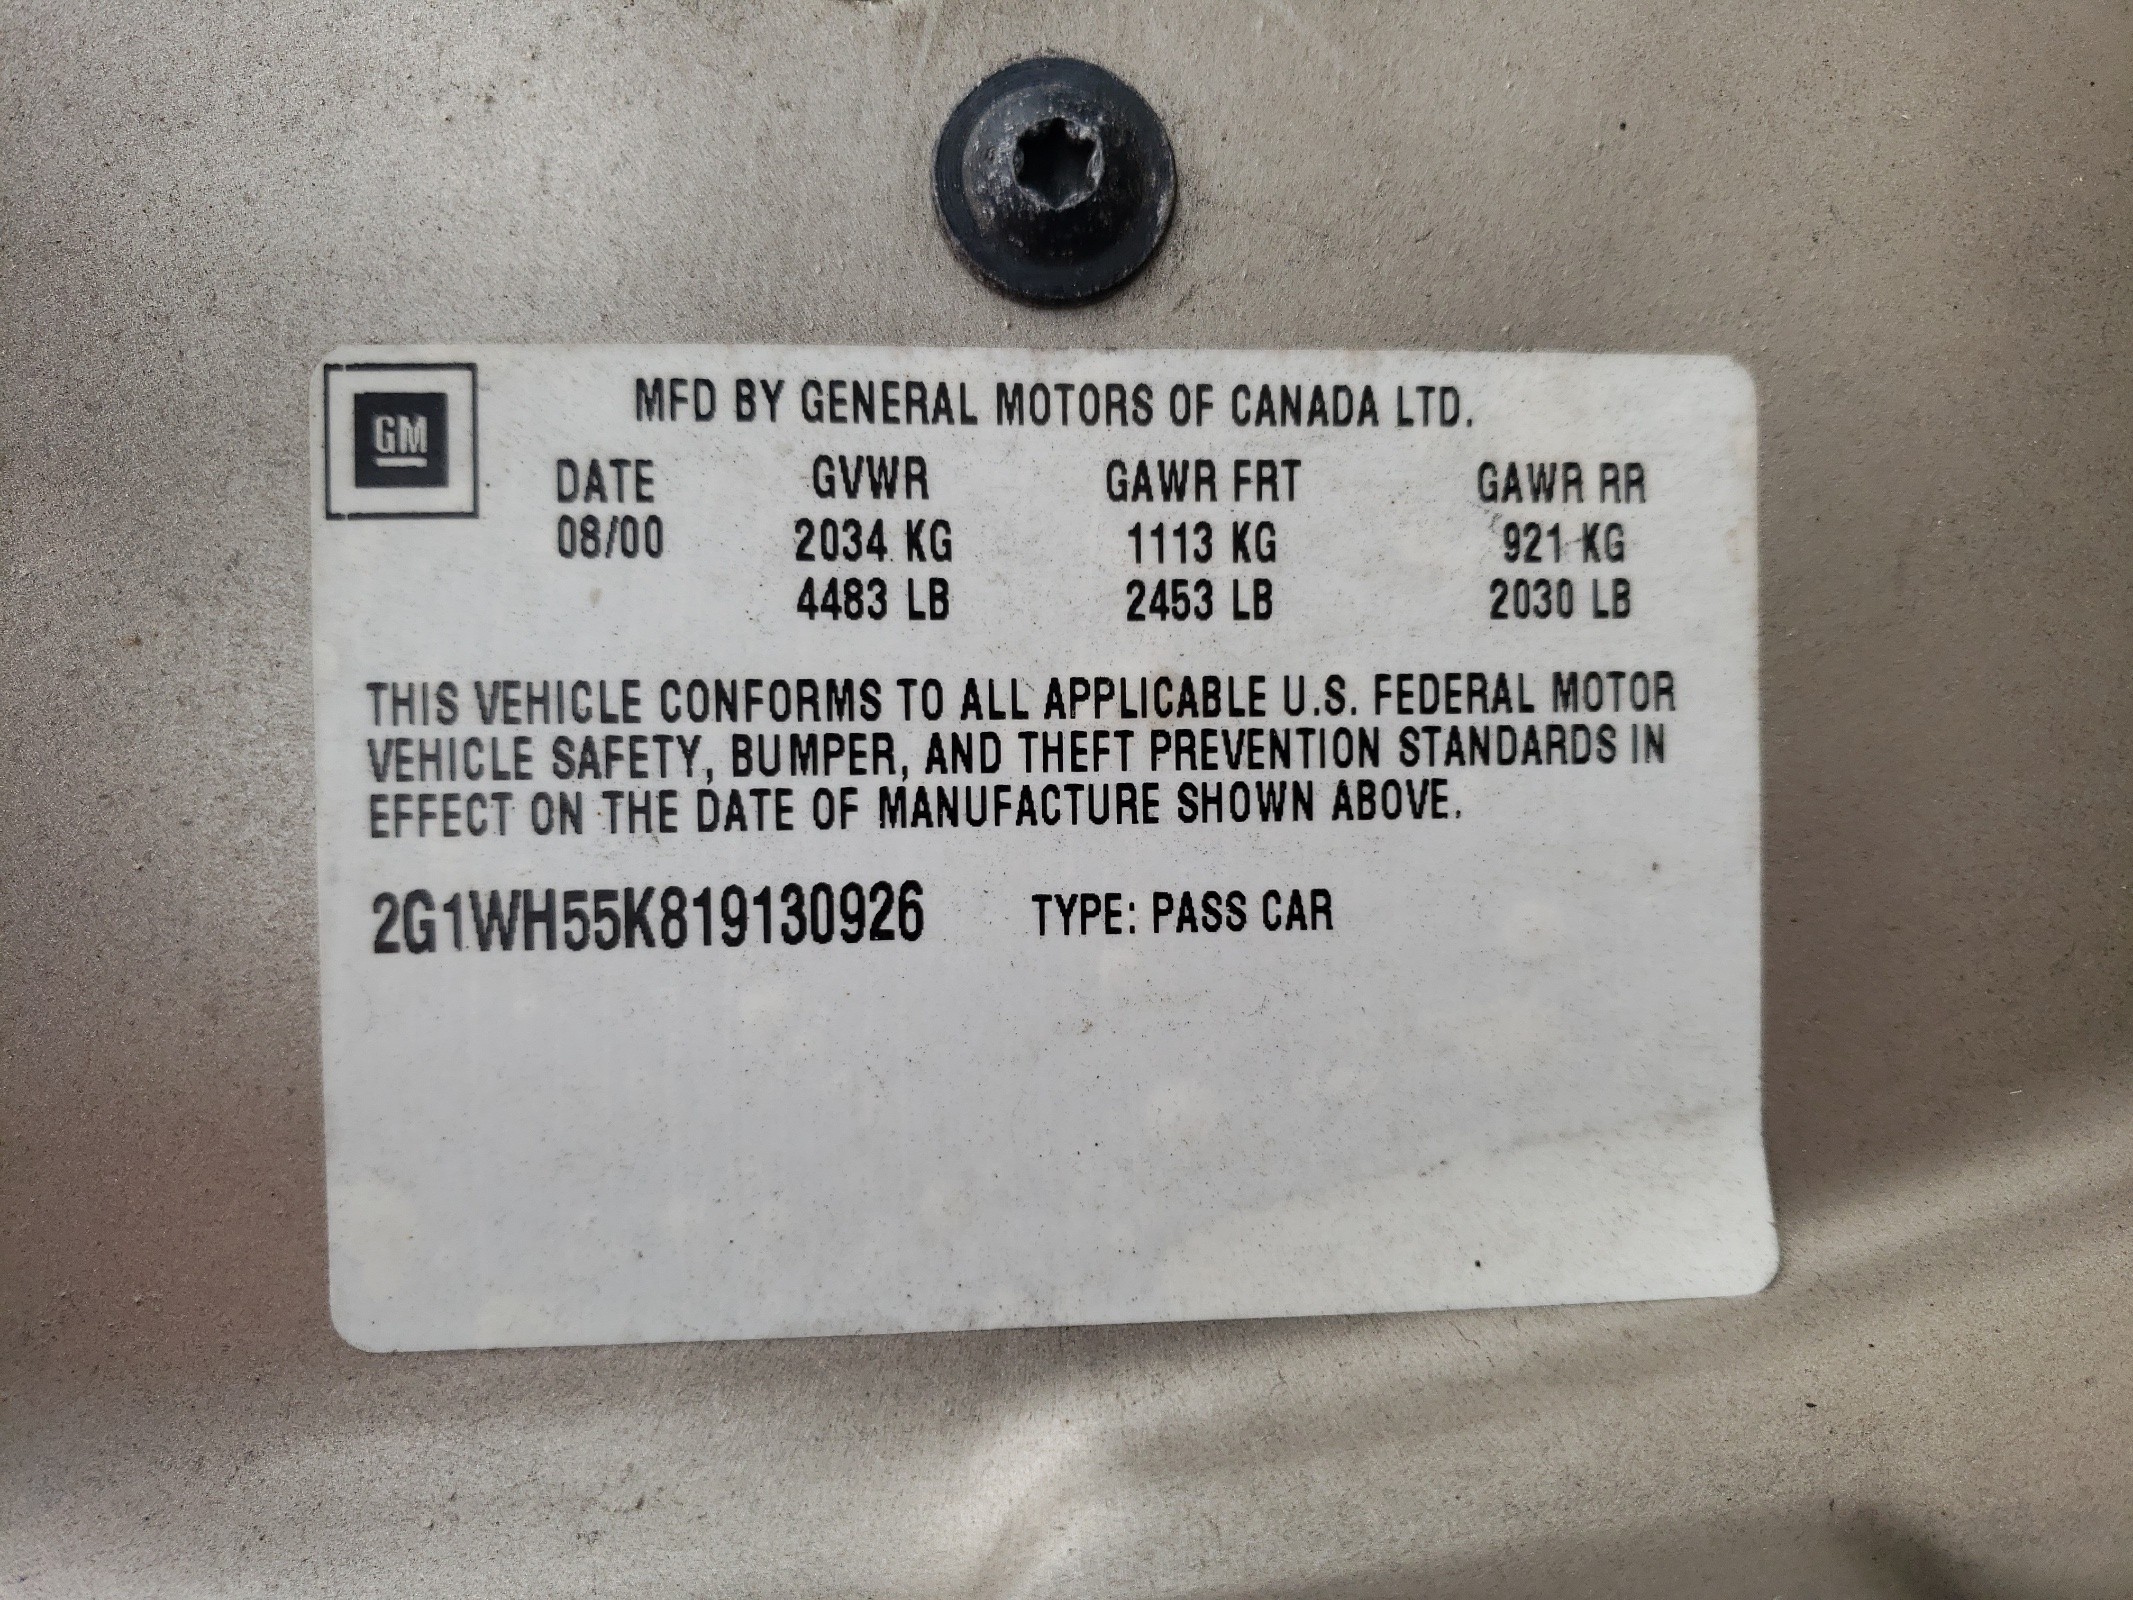 GM
MFD BY GENERAL MOTORS OF CANADA LTD.
DATE GVWR GAWR FRT GAWR RR
08/00 2034 KG 1113 KG 921 KG
4483 LB 2453 LB 2030 LB
THIS VEHICLE CONFORMS TO ALL APPLICABLE U.S. FEDERAL MOTOR
VEHICLE SAFETY, BUMPER, AND THEFT PREVENTION STANDARDS IN
EFFECT ON THE DATE OF MANUFACTURE SHOWN ABOVE.
2G1WH55K819130926 TYPE: PASS CAR